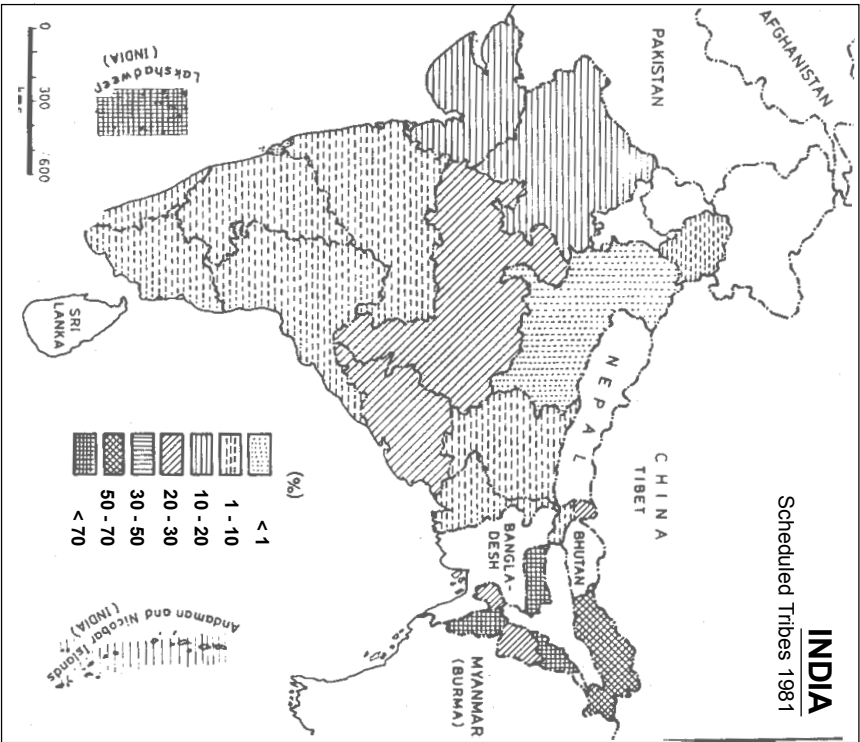 INDIA
Scheduled Tribes 1981
AFGHANISTAN
PAKISTAN
CHINA
TIBET
NEPAL
BHUTAN
BANGLA-
DESH
MYANMAR
(BURMA)
SRI
LANKA
Lakshadweep
(INDIA)
Andaman and Nicobar Islands
(INDIA)
0 300 600
(%)
< 1
1 - 10
10 - 20
20 - 30
30 - 50
50 - 70
< 70